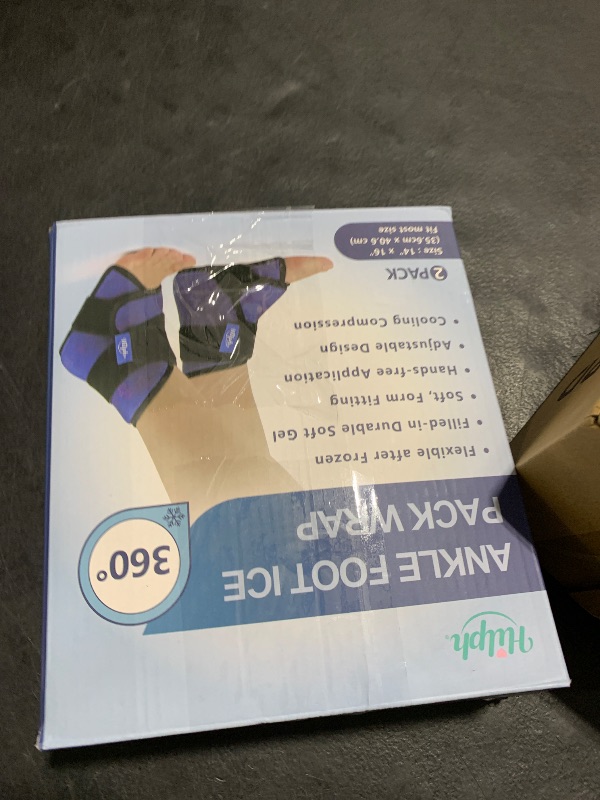 Hilph
ANKLE FOOT ICE
PACK WRAP
360°
• Flexible after Frozen
• Filled-in Durable Soft Gel
• Soft, Form Fitting
• Hands-free Application
• Adjustable Design
• Cooling Compression
2 PACK
Size : 14" x 16"
(35.6cm x 40.6 cm)
Fit most size
Hilph
Hilph